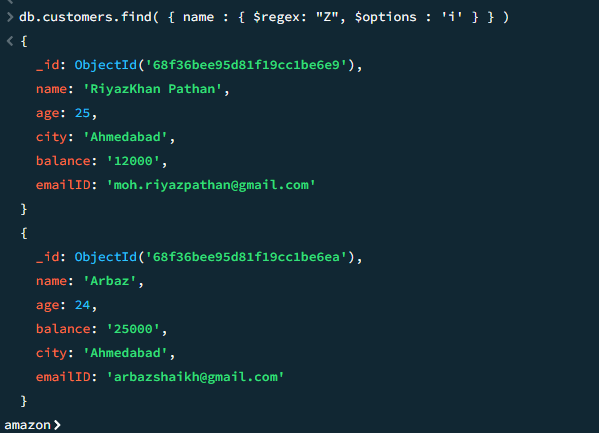 db.customers.find( { name : { $regex: "Z", $options : 'i' } } )
{
_id: ObjectId('68f36bee95d81f19cc1be6e9'),
name: 'RiyazKhan Pathan',
age: 25,
city: 'Ahmedabad',
balance: '12000',
emailID: 'moh.riyazpathan@gmail.com'
}
{
_id: ObjectId('68f36bee95d81f19cc1be6ea'),
name: 'Arbaz',
age: 24,
balance: '25000',
city: 'Ahmedabad',
emailID: 'arbazshaikh@gmail.com'
}
amazon>